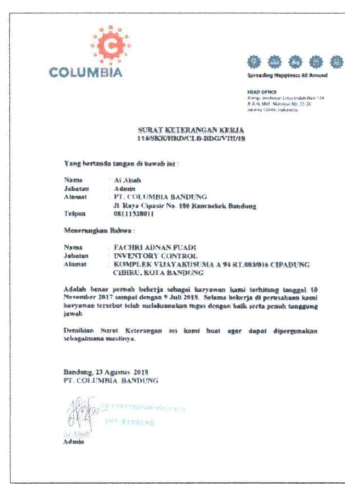 COLUMBIA
Spreading Happiness All Around
HEAD OFFICE
SURAT KETERANGAN KERJA
114/SKK/HRD/CLB-BDG/VIII/18
Yang bertanda tangan di bawah ini :
Nama : Ai Aisah
Jabatan : Admin
Alamat : PT. COLUMBIA BANDUNG
Jl Raya Cipasir No. 180 Rancaekek Bandung
Telpon : 08111538011
Menerangkan Bahwa :
Nama : FACHRI ADNAN FUADI
Jabatan : INVENTORY CONTROL
Alamat : KOMPLEK VIJAYAKUSUMA A 94 RT.003/016 CIPADUNG
CIBIRU, KOTA BANDUNG
Adalah benar pernah bekerja sebagai karyawan kami terhitung tanggal 10
November 2017 sampai dengan 9 Juli 2018. Selama bekerja di perusahaan kami
karyawan tersebut telah melaksanakan tugas dengan baik serta penuh tanggung
jawab
Demikian Surat Keterangan ini kami buat agar dapat dipergunakan
sebagaimana mestinya.
Bandung, 23 Agustus 2018
PT. COLUMBIA BANDUNG
Admin